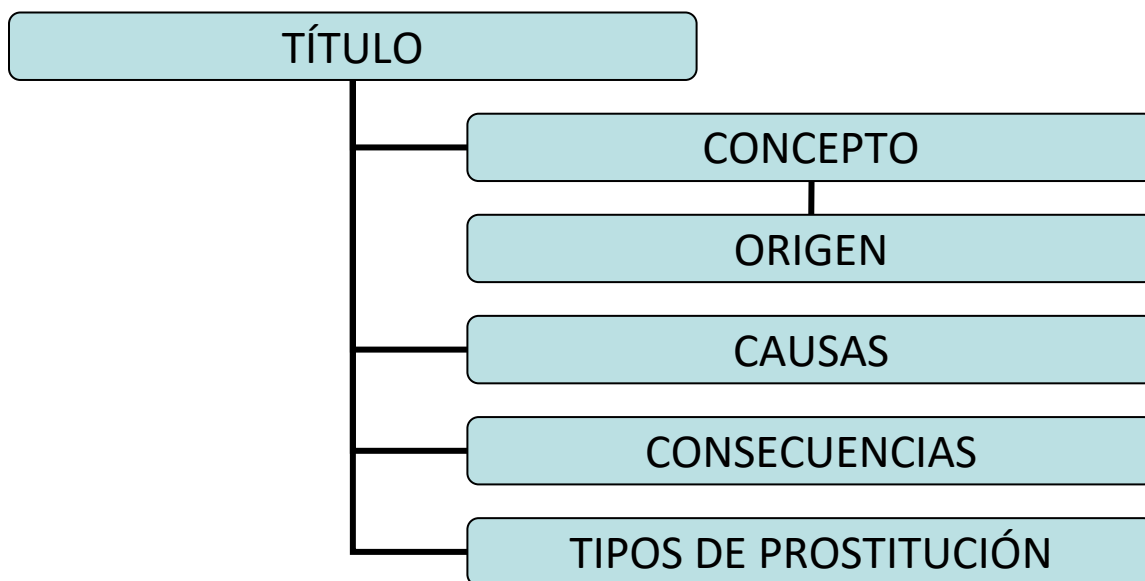 TÍTULO
CONCEPTO
ORIGEN
CAUSAS
CONSECUENCIAS
TIPOS DE PROSTITUCIÓN